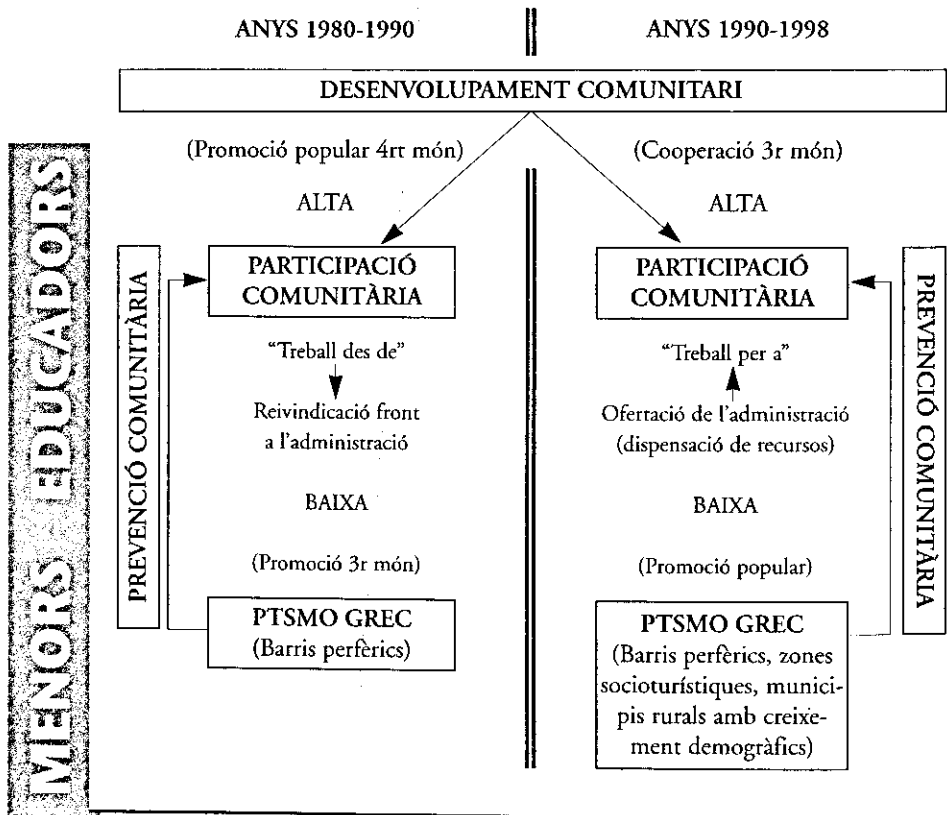 ANYS 1980-1990
ANYS 1990-1998
DESENVOLUPAMENT COMUNITARI
(Promoció popular 4rt món)
(Cooperació 3r món)
ALTA
ALTA
PARTICIPACIÓ
COMUNITÀRIA
PARTICIPACIÓ
COMUNITÀRIA
"Treball des de"
"Treball per a"
Reivindicació front
a l'administració
Ofertació de l'administració
(dispensació de recursos)
BAIXA
BAIXA
(Promoció 3r món)
(Promoció popular)
PTSMO GREC
(Barris perfèrics)
PTSMO GREC
(Barris perfèrics, zones
socioturístiques, munici-
pis rurals amb creixe-
ment demogràfics)
PREVENCIÓ COMUNITÀRIA
PREVENCIÓ COMUNITÀRIA
MENORS EDUCADORS